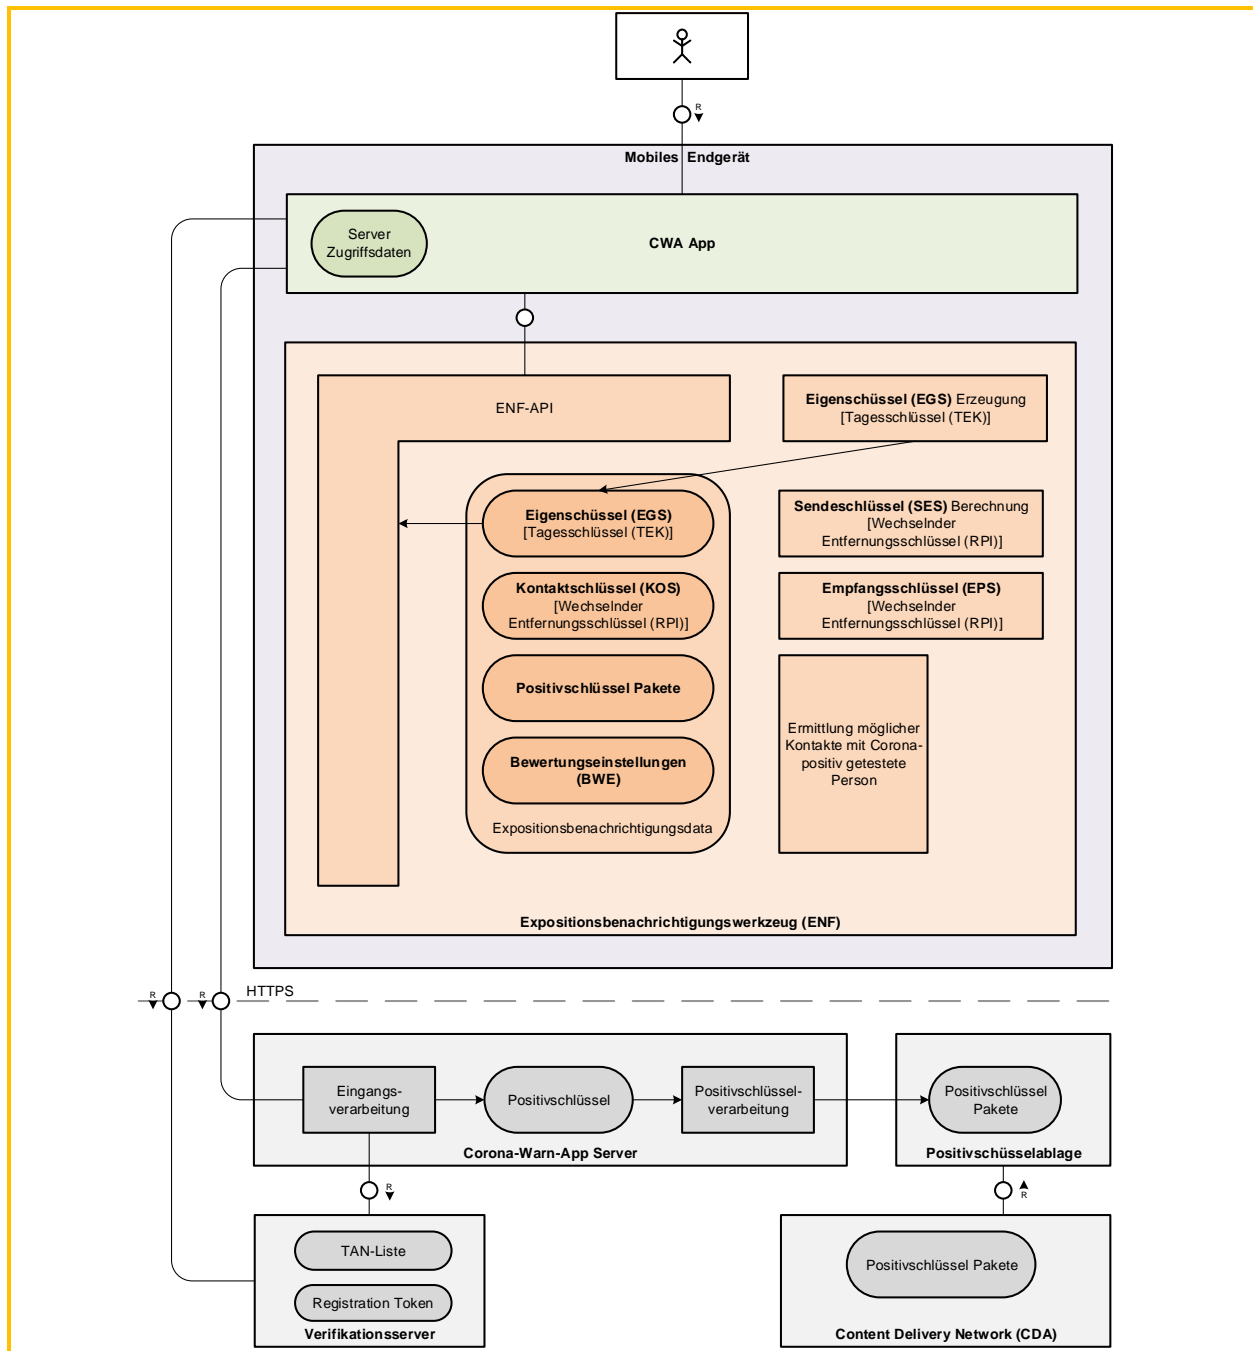 R
Mobiles Endgerät
Server
Zugriffsdaten
CWA App
ENF-API
Eigenschüssel (EGS) Erzeugung
[Tagesschlüssel (TEK)]
Eigenschüssel (EGS)
[Tagesschlüssel (TEK)]
Sendeschlüssel (SES) Berechnung
[Wechselnder
Entfernungsschlüssel (RPI)]
Kontaktschlüssel (KOS)
[Wechselnder
Entfernungsschlüssel (RPI)]
Empfangsschlüssel (EPS)
[Wechselnder
Entfernungsschlüssel (RPI)]
Positivschlüssel Pakete
Ermittlung möglicher
Kontakte mit Corona-
positiv getestete
Person
Bewertungseinstellungen
(BWE)
Expositionsbenachrichtigungsdata
Expositionsbenachrichtigungswerkzeug (ENF)
R
R
HTTPS
Eingangs-
verarbeitung
Positivschlüssel
Positivschlüssel-
verarbeitung
Positivschlüssel
Pakete
Corona-Warn-App Server
Positivschüsselablage
R
R
TAN-Liste
Registration Token
Verifikationsserver
Positivschlüssel Pakete
Content Delivery Network (CDA)